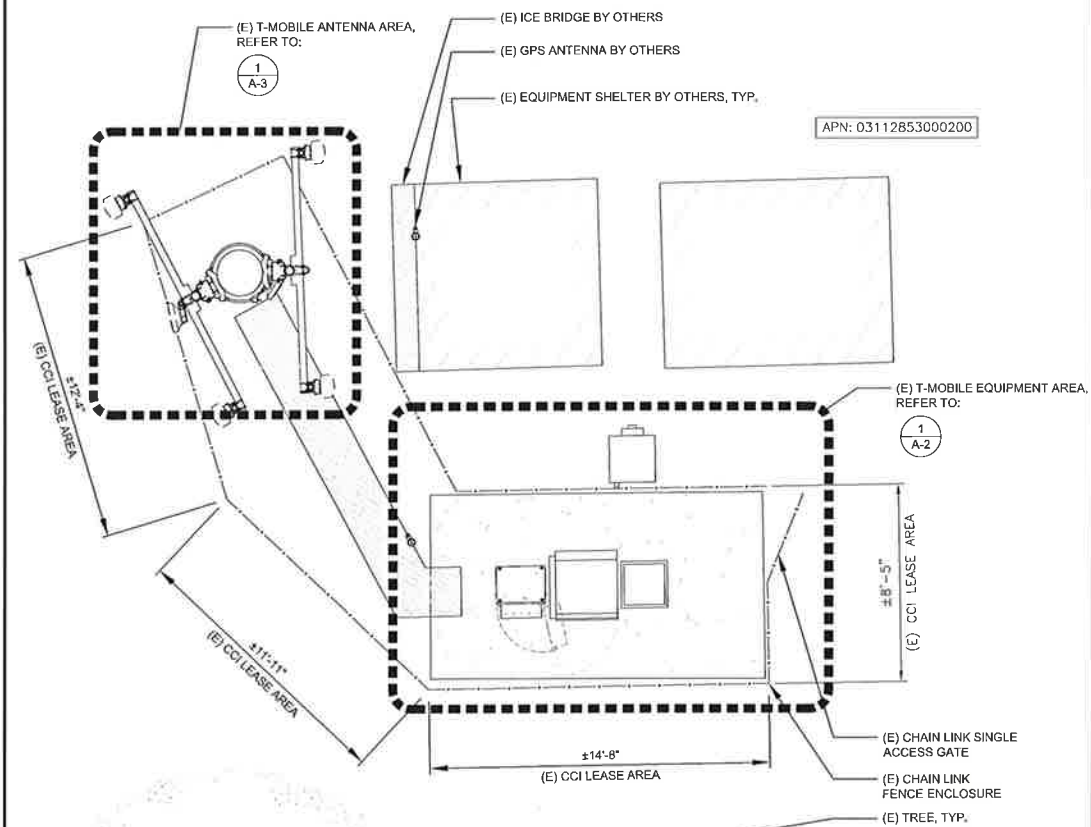 (E) T-MOBILE ANTENNA AREA,
REFER TO:
1
A-3
(E) ICE BRIDGE BY OTHERS
(E) GPS ANTENNA BY OTHERS
(E) EQUIPMENT SHELTER BY OTHERS, TYP.
APN: 03112853000200
±12'-4"
(E) CCI LEASE AREA
(E) T-MOBILE EQUIPMENT AREA,
REFER TO:
1
A-2
±8'-5"
(E) CCI LEASE AREA
±11'-11"
(E) CCI LEASE AREA
±14'-8"
(E) CCI LEASE AREA
(E) CHAIN LINK SINGLE
ACCESS GATE
(E) CHAIN LINK
FENCE ENCLOSURE
(E) TREE, TYP.